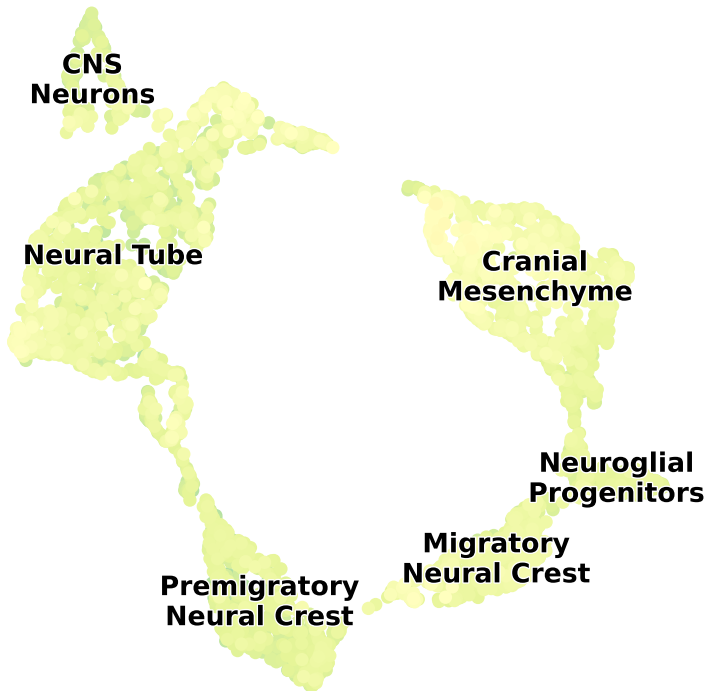 CNS
Neurons
Neural Tube
Cranial
Mesenchyme
Neuroglial
Progenitors
Migratory
Neural Crest
Premigratory
Neural Crest